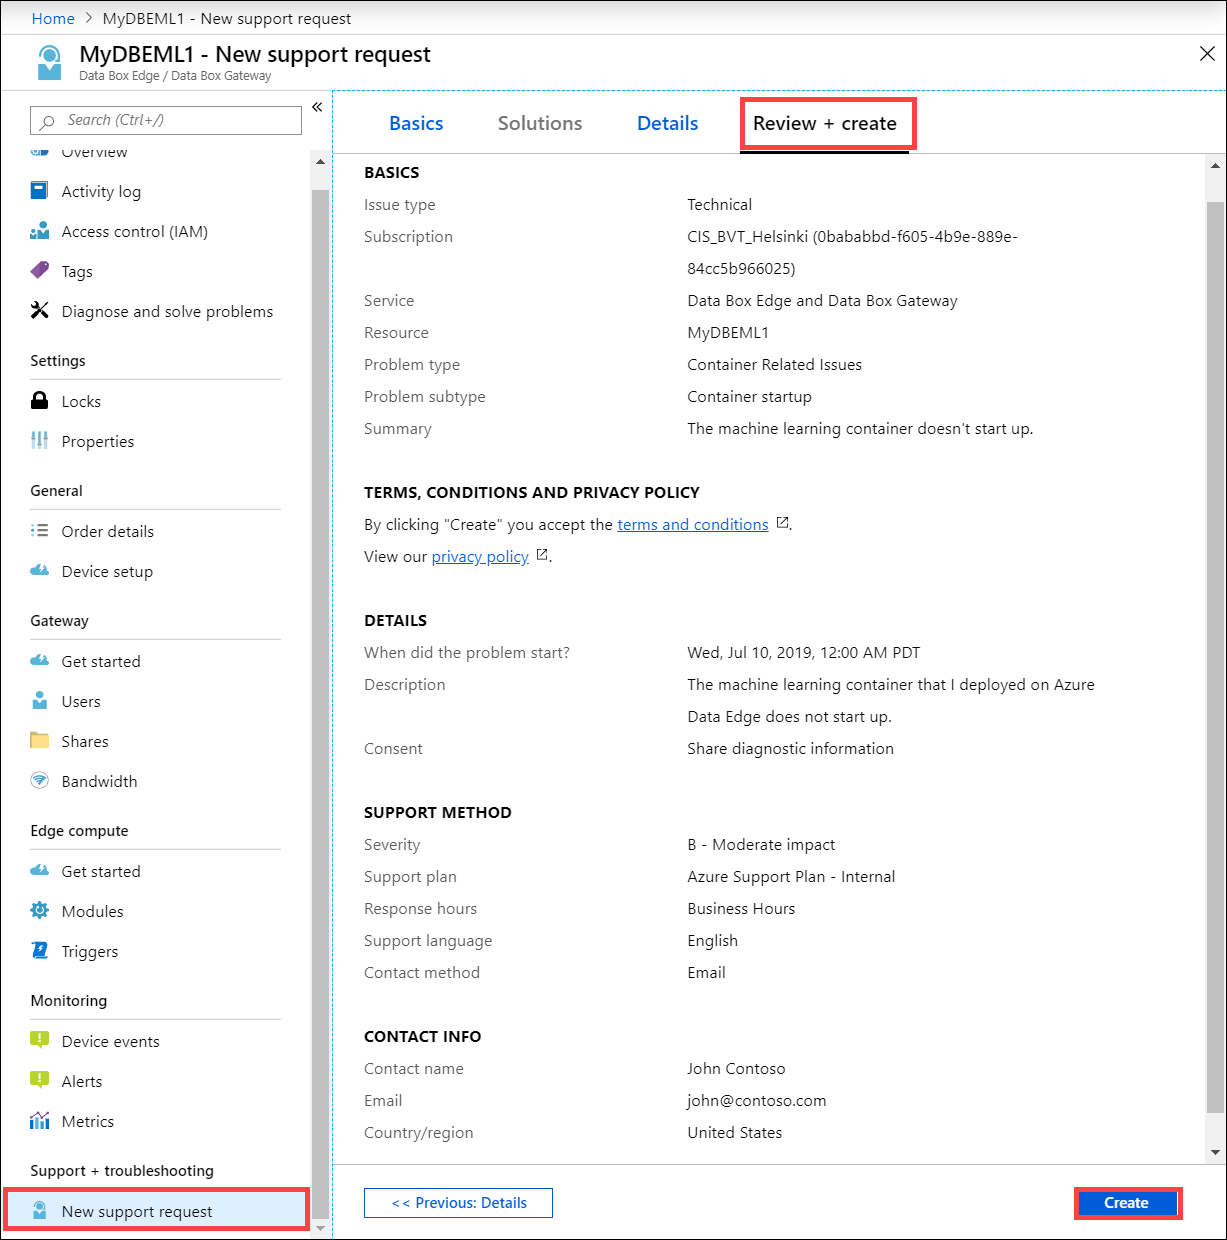 Home > MyDBEML1 - New support request
MyDBEML1 - New support request
Data Box Edge / Data Box Gateway
Search (Ctrl+/)
«
Overview
Activity log
Access control (IAM)
Tags
Diagnose and solve problems
Settings
Locks
Properties
General
Order details
Device setup
Gateway
Get started
Users
Shares
Bandwidth
Edge compute
Get started
Modules
Triggers
Monitoring
Device events
Alerts
Metrics
Support + troubleshooting
New support request
Basics Solutions Details Review + create
BASICS
Issue type Technical
Subscription CIS_BVT_Helsinki (0bababbd-f605-4b9e-889e-
84cc5b966025)
Service Data Box Edge and Data Box Gateway
Resource MyDBEML1
Problem type Container Related Issues
Problem subtype Container startup
Summary The machine learning container doesn't start up.
TERMS, CONDITIONS AND PRIVACY POLICY
By clicking "Create" you accept the terms and conditions .
View our privacy policy .
DETAILS
When did the problem start? Wed, Jul 10, 2019, 12:00 AM PDT
Description The machine learning container that I deployed on Azure
Data Edge does not start up.
Consent Share diagnostic information
SUPPORT METHOD
Severity B - Moderate impact
Support plan Azure Support Plan - Internal
Response hours Business Hours
Support language English
Contact method Email
CONTACT INFO
Contact name John Contoso
Email john@contoso.com
Country/region United States
<< Previous: Details
Create